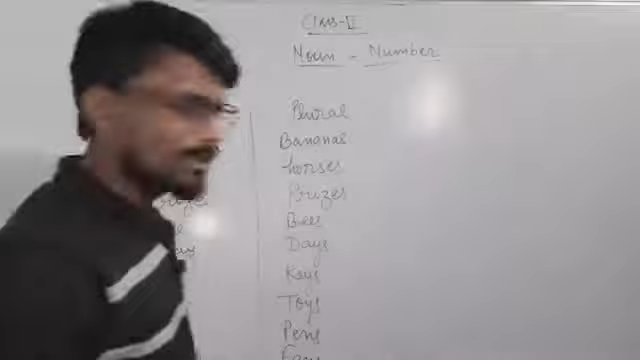 Class-II
Noun - Number
Plural
Bananas
horses
Prizes
Bees
Days
Keys
Toys
Pens